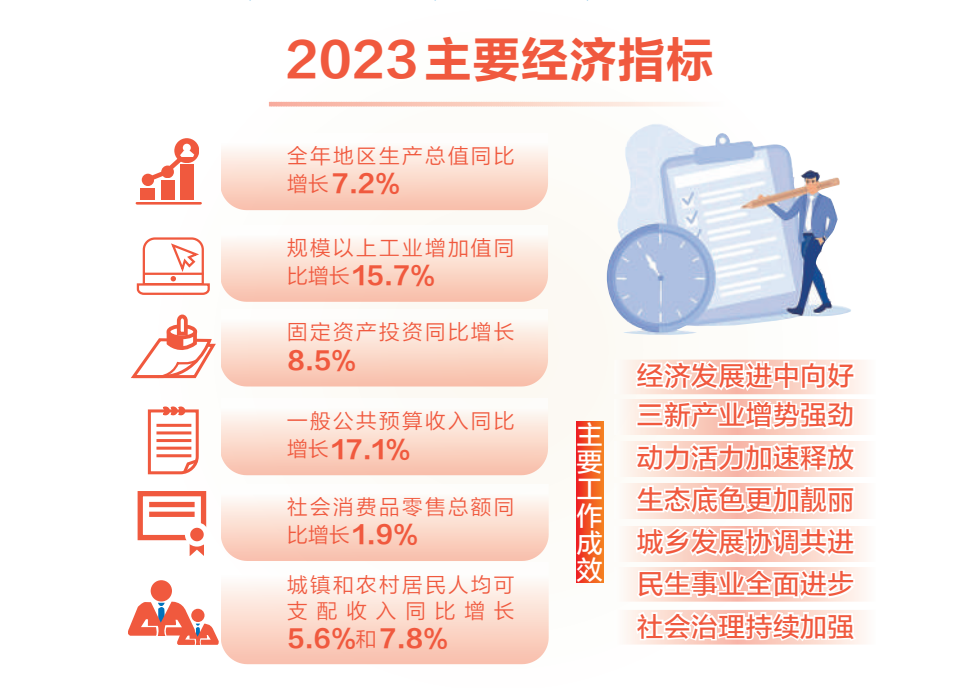 2023主要经济指标
全年地区生产总值同比
增长7.2%
规模以上工业增加值同
比增长15.7%
固定资产投资同比增长
8.5%
一般公共预算收入同比
增长17.1%
社会消费品零售总额同
比增长1.9%
城镇和农村居民人均可
支配收入同比增长
5.6%和7.8%
主要工作成效
经济发展进中向好
三新产业增势强劲
动力活力加速释放
生态底色更加靓丽
城乡发展协调共进
民生事业全面进步
社会治理持续加强